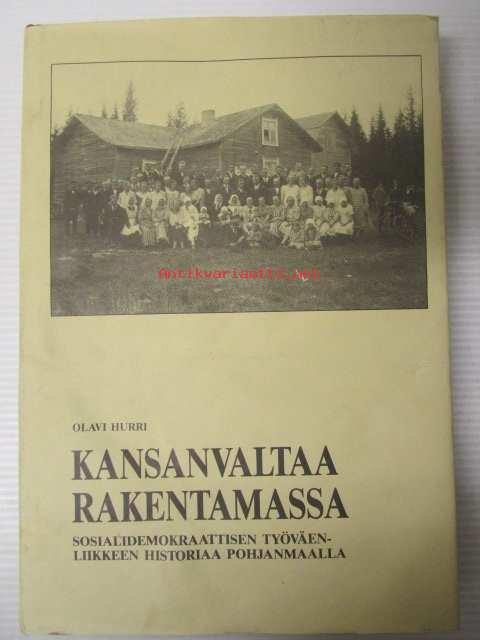 Antikvariaatti.net
OLAVI HURRI
KANSANVALTAA
RAKENTAMASSA
SOSIALIDEMOKRAATTISEN TYÖVÄEN-
LIIKKEEN HISTORIAA POHJANMAALLA